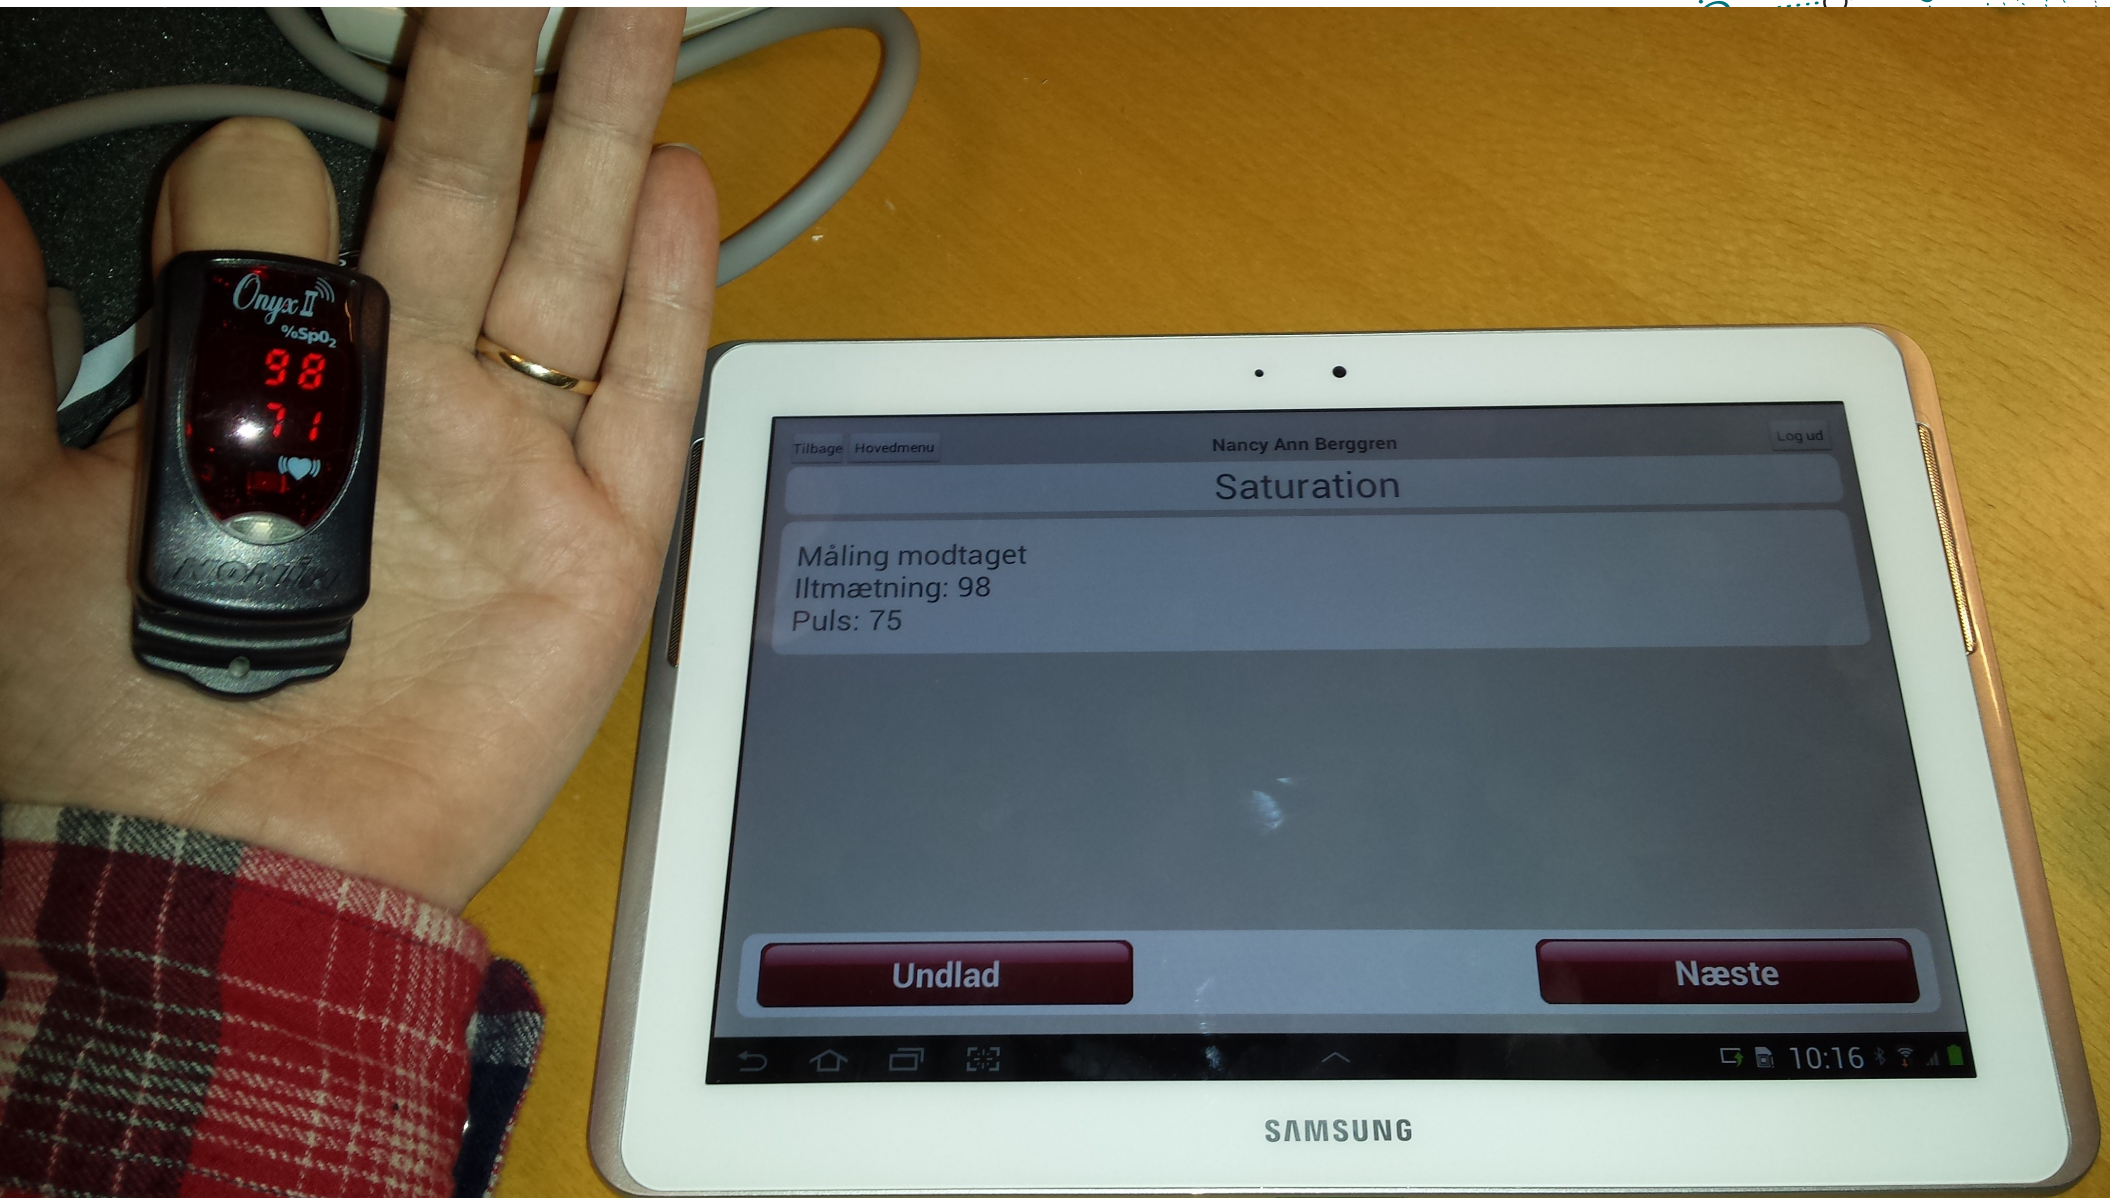 Onyx II
%SpO2
98
71
NONIN
Tilbage Hovedmenu Nancy Ann Berggren Log ud
Saturation
Måling modtaget
Iltmætning: 98
Puls: 75
Undlad Næste
10:16
SAMSUNG